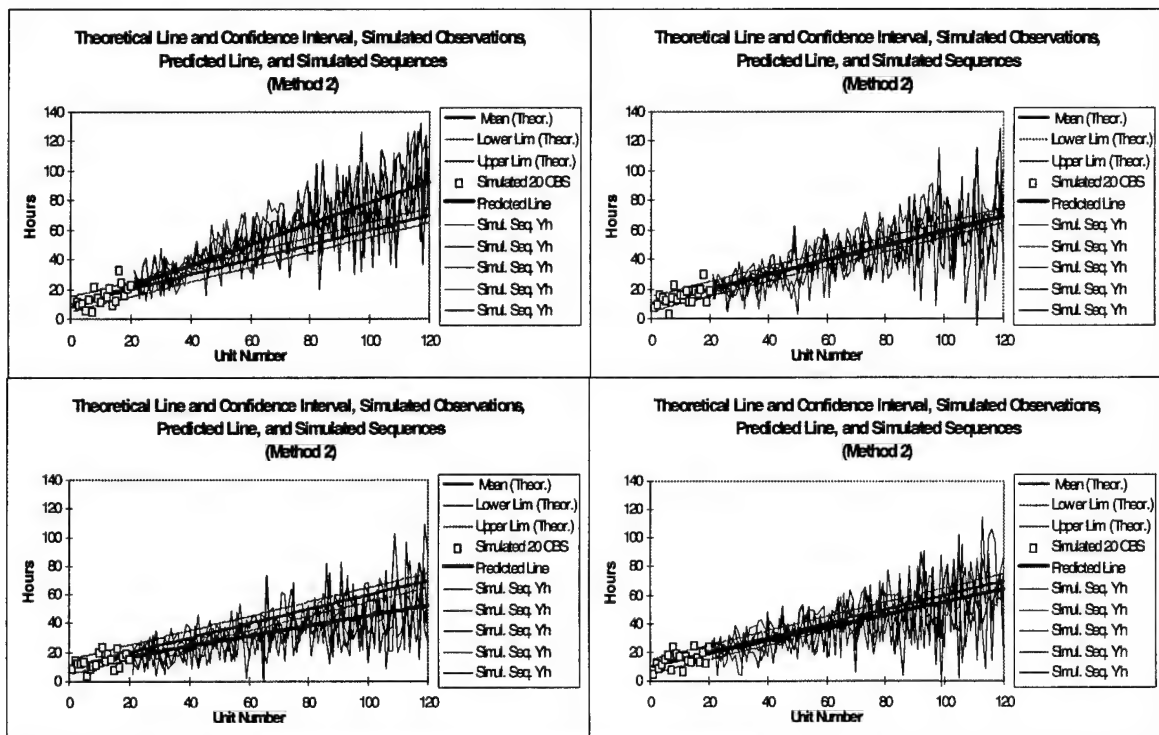 Theoretical Line and Confidence Interval, Simulated Observations,
Predicted Line, and Simulated Sequences
(Method 2)
140
120
100
80
60
40
20
0
Hours
0 20 40 60 80 100 120
Unit Number
Mean (Theor.)
Lower Lim (Theor.)
Upper Lim (Theor.)
Simulated 20 OBS
Predicted Line
Simul. Seq. Yh
Simul. Seq. Yh
Simul. Seq. Yh
Simul. Seq. Yh
Simul. Seq. Yh
Theoretical Line and Confidence Interval, Simulated Observations,
Predicted Line, and Simulated Sequences
(Method 2)
140
120
100
80
60
40
20
0
Hours
0 20 40 60 80 100 120
Unit Number
Mean (Theor.)
Lower Lim (Theor.)
Upper Lim (Theor.)
Simulated 20 OBS
Predicted Line
Simul. Seq. Yh
Simul. Seq. Yh
Simul. Seq. Yh
Simul. Seq. Yh
Simul. Seq. Yh
Theoretical Line and Confidence Interval, Simulated Observations,
Predicted Line, and Simulated Sequences
(Method 2)
140
120
100
80
60
40
20
0
Hours
0 20 40 60 80 100 120
Unit Number
Mean (Theor.)
Lower Lim (Theor.)
Upper Lim (Theor.)
Simulated 20 OBS
Predicted Line
Simul. Seq. Yh
Simul. Seq. Yh
Simul. Seq. Yh
Simul. Seq. Yh
Simul. Seq. Yh
Theoretical Line and Confidence Interval, Simulated Observations,
Predicted Line, and Simulated Sequences
(Method 2)
140
120
100
80
60
40
20
0
Hours
0 20 40 60 80 100 120
Unit Number
Mean (Theor.)
Lower Lim (Theor.)
Upper Lim (Theor.)
Simulated 20 OBS
Predicted Line
Simul. Seq. Yh
Simul. Seq. Yh
Simul. Seq. Yh
Simul. Seq. Yh
Simul. Seq. Yh